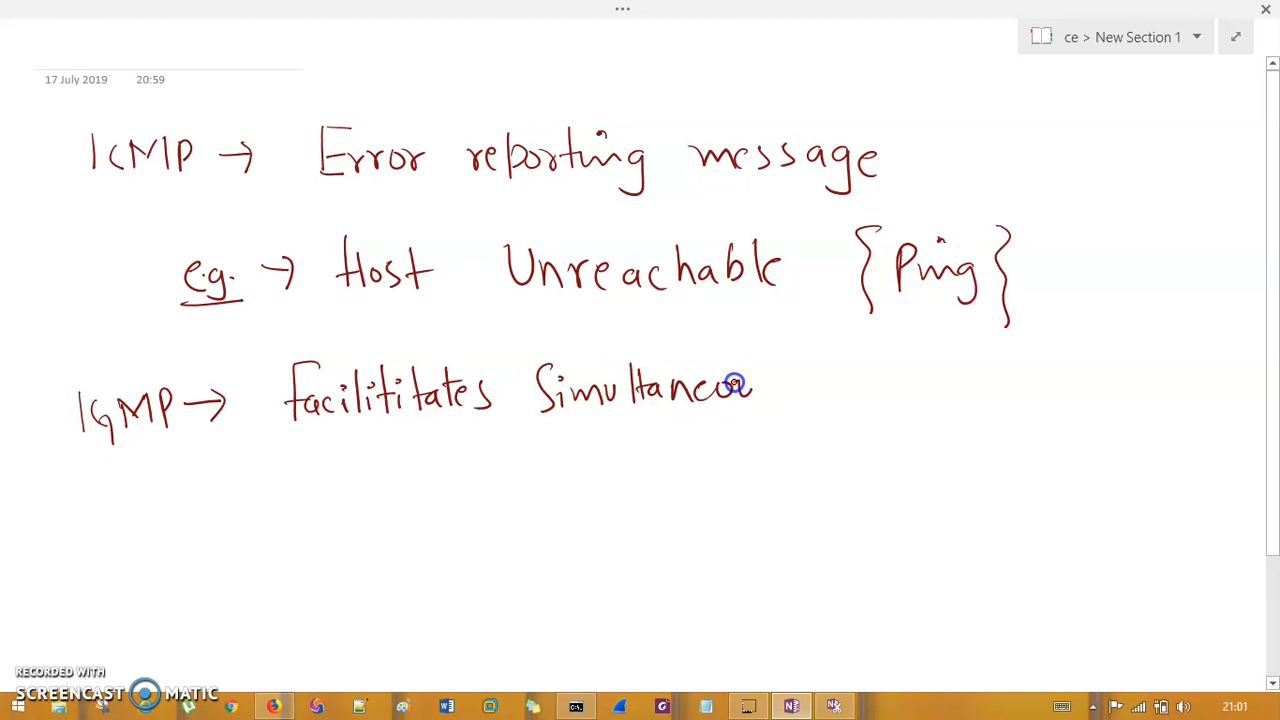 ...
ce > New Section 1
17 July 2019 20:59
ICMP → Error reporting message
e.g. → Host Unreachable {Ping}
IGMP → Facilititates Simultaneou
RECORDED WITH
SCREENCAST MATIC
21:01